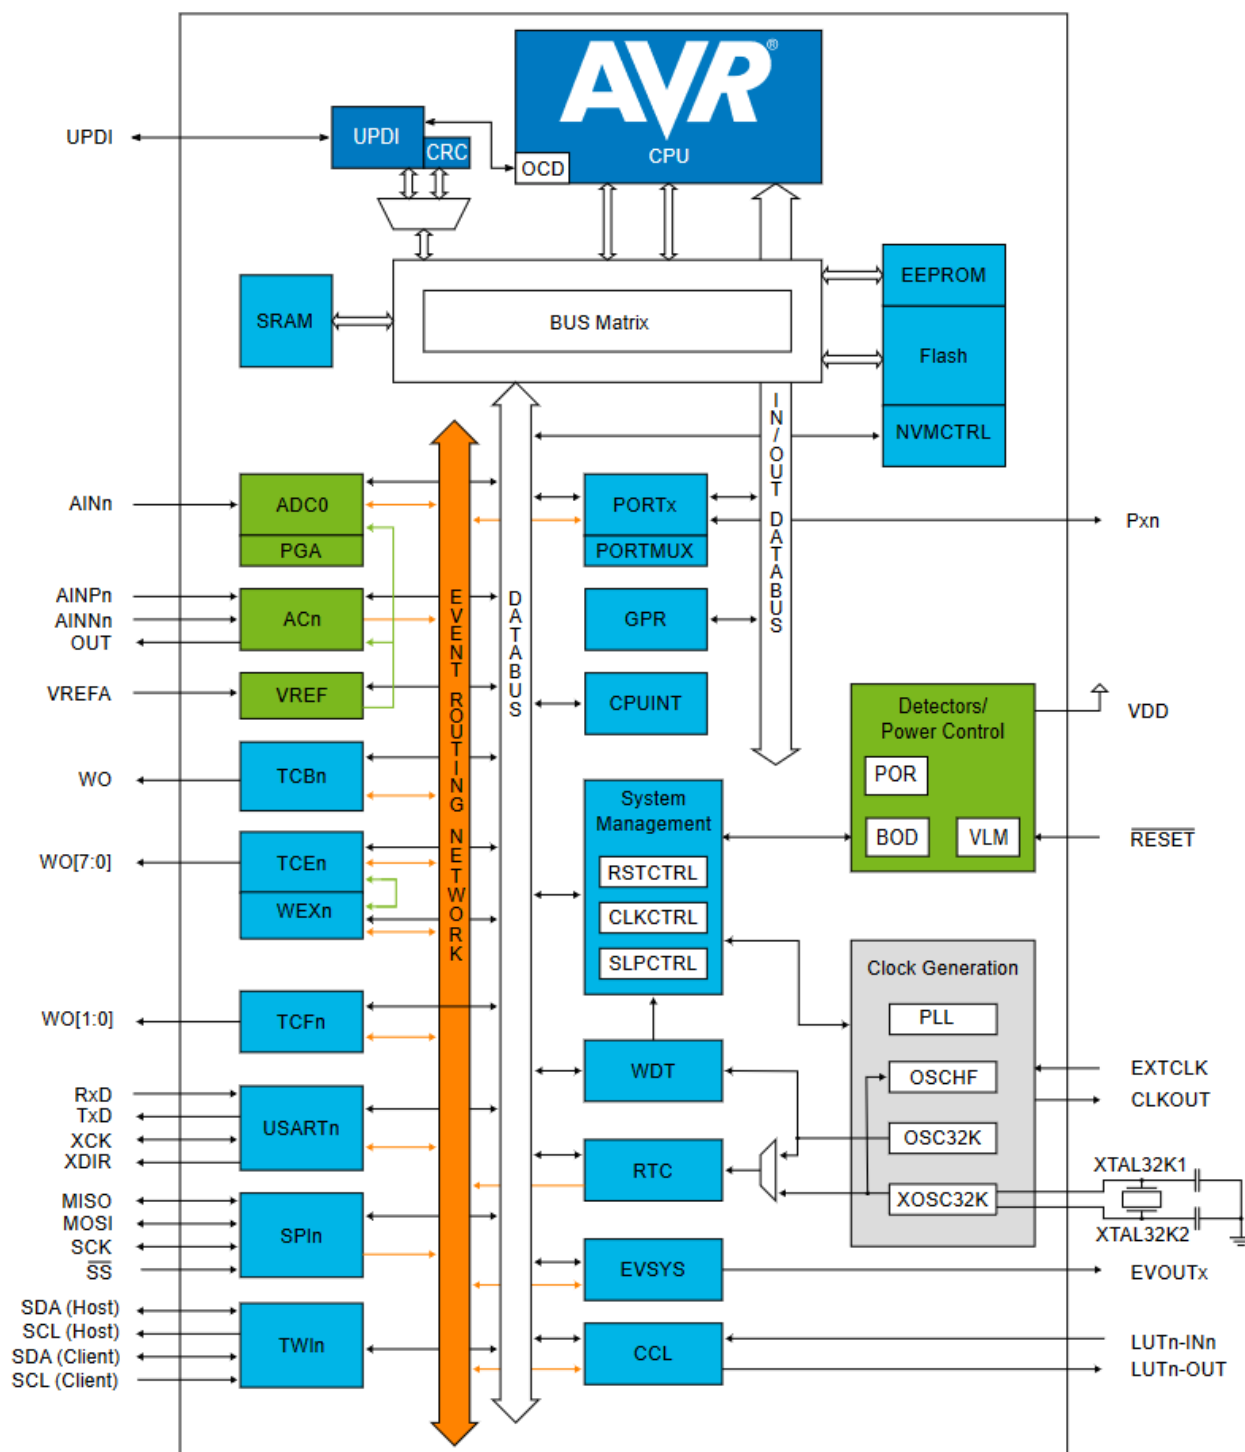 AVR®
CPU
OCD
UPDI
UPDI
CRC
SRAM
BUS Matrix
EEPROM
Flash
NVMCTRL
IN/OUT DATABUS
DATABUS
EVENT ROUTING NETWORK
AINn
ADC0
PGA
AINPn
AINNn
OUT
ACn
VREFA
VREF
WO
TCBn
WO[7:0]
TCEn
WEXn
WO[1:0]
TCFn
RxD
TxD
XCK
XDIR
USARTn
MISO
MOSI
SCK
SS
SPIn
SDA (Host)
SCL (Host)
SDA (Client)
SCL (Client)
TWIn
PORTx
PORTMUX
Pxn
GPR
CPUINT
System
Management
RSTCTRL
CLKCTRL
SLPCTRL
WDT
RTC
EVSYS
CCL
Detectors/
Power Control
POR
BOD
VLM
VDD
RESET
Clock Generation
PLL
OSCHF
OSC32K
XOSC32K
EXTCLK
CLKOUT
XTAL32K1
XTAL32K2
EVOUTx
LUTn-INn
LUTn-OUT